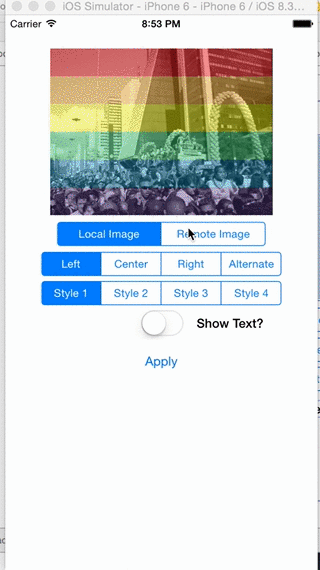 iOS Simulator - iPhone 6 - iPhone 6 / iOS 8.3...
Carrier 8:53 PM
Local Image Remote Image
Left Center Right Alternate
Style 1 Style 2 Style 3 Style 4
Show Text?
Apply